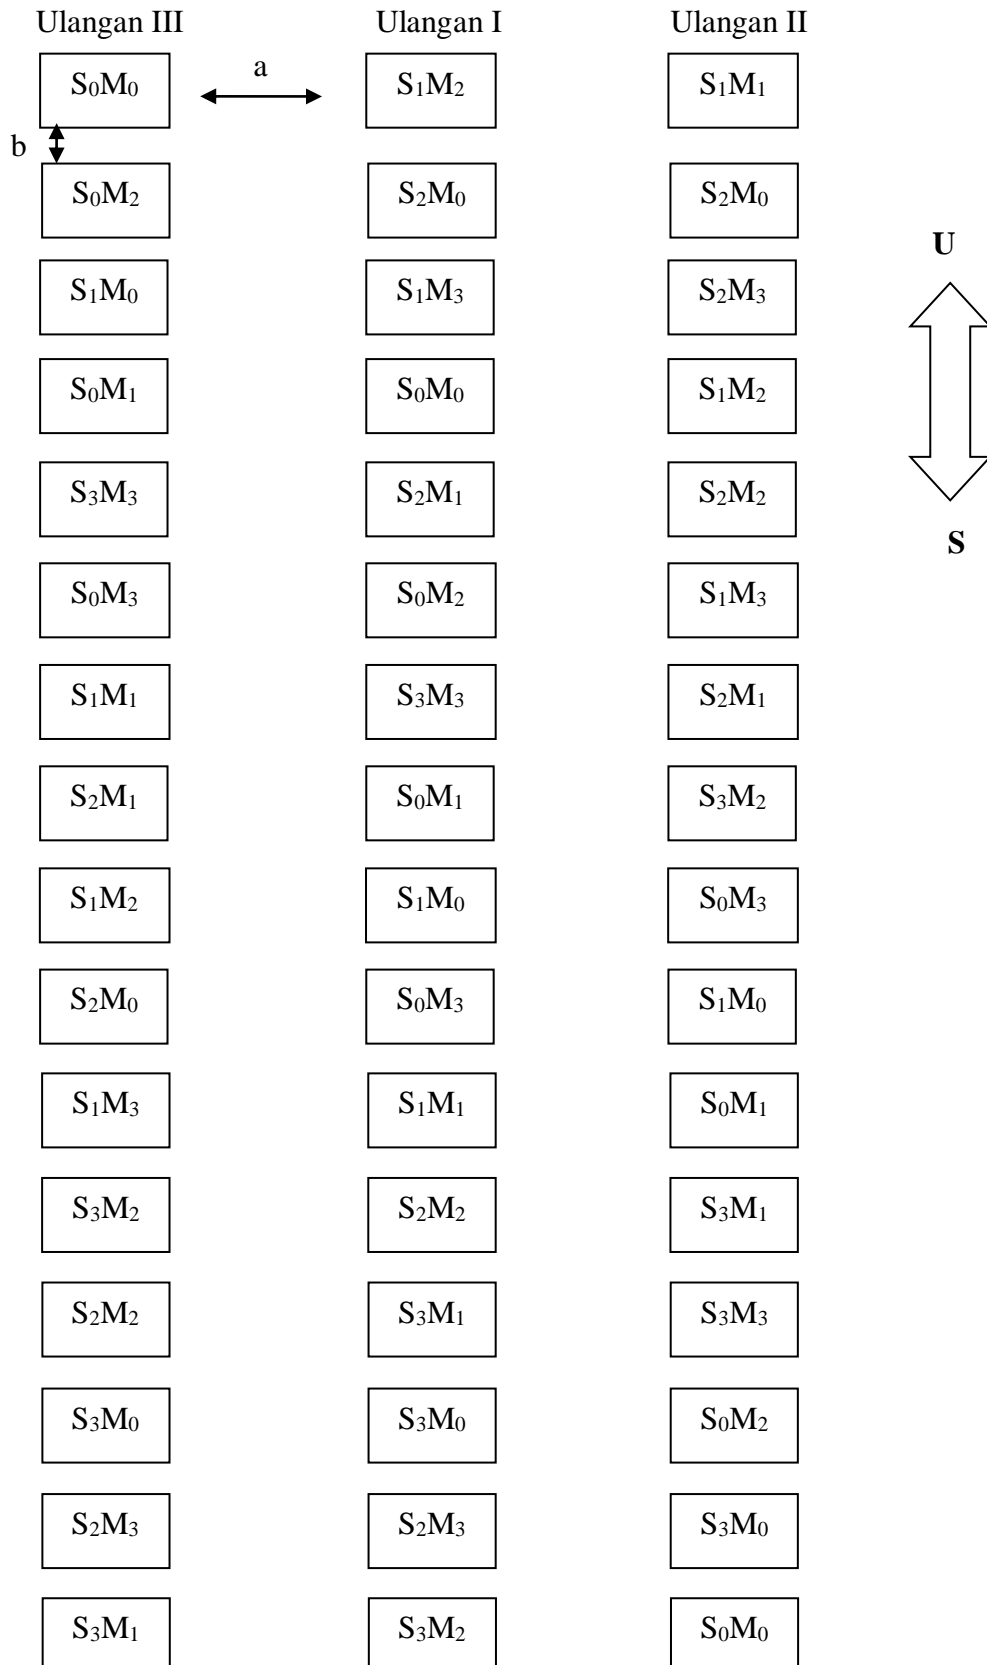 Ulangan III Ulangan I Ulangan II
S₀M₀ a S₁M₂ S₁M₁
b
S₀M₂ S₂M₀ S₂M₀
U
S₁M₀ S₁M₃ S₂M₃
S₀M₁ S₀M₀ S₁M₂
S₃M₃ S₂M₁ S₂M₂
S
S₀M₃ S₀M₂ S₁M₃
S₁M₁ S₃M₃ S₂M₁
S₂M₁ S₀M₁ S₃M₂
S₁M₂ S₁M₀ S₀M₃
S₂M₀ S₀M₃ S₁M₀
S₁M₃ S₁M₁ S₀M₁
S₃M₂ S₂M₂ S₃M₁
S₂M₂ S₃M₁ S₃M₃
S₃M₀ S₃M₀ S₀M₂
S₂M₃ S₂M₃ S₃M₀
S₃M₁ S₃M₂ S₀M₀